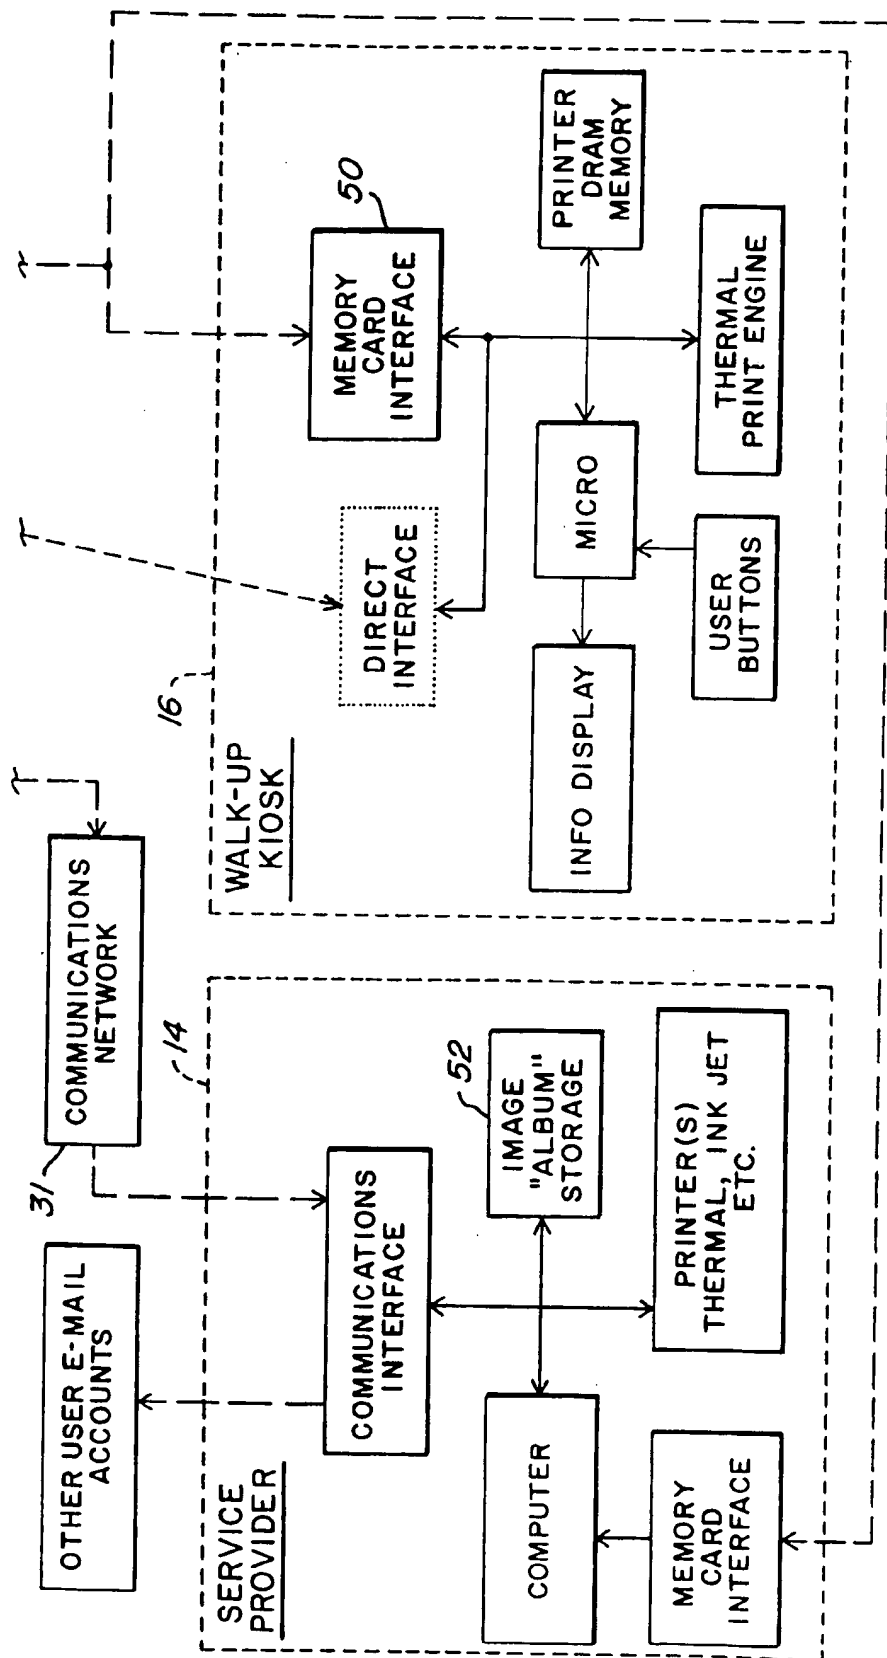 OTHER USER E-MAIL
ACCOUNTS
31
COMMUNICATIONS
NETWORK
SERVICE
PROVIDER
14
COMMUNICATIONS
INTERFACE
52
IMAGE
"ALBUM"
STORAGE
COMPUTER
MEMORY
CARD
INTERFACE
PRINTER(S)
THERMAL, INK JET
ETC.
WALK-UP
KIOSK
16
DIRECT
INTERFACE
MEMORY
CARD
INTERFACE
50
INFO DISPLAY
MICRO
PRINTER
DRAM
MEMORY
USER
BUTTONS
THERMAL
PRINT ENGINE